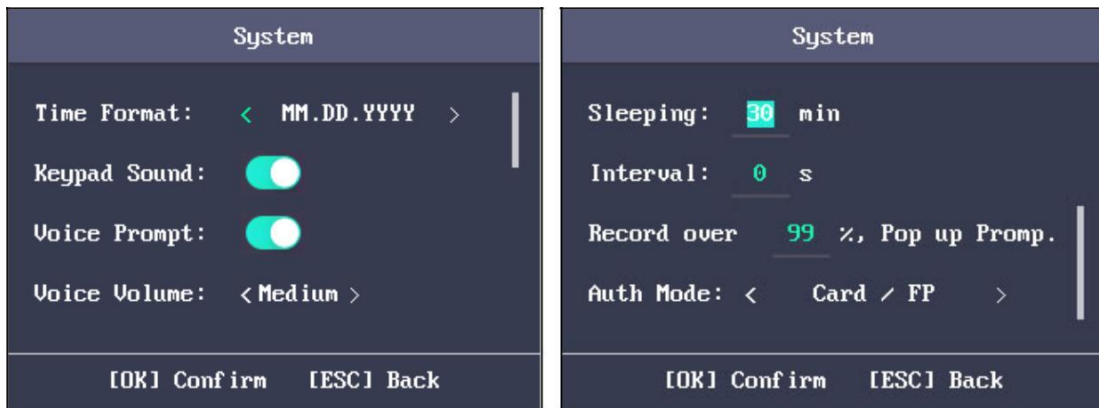 System
Time Format: < MM.DD.YYYY >
Keypad Sound:
Voice Prompt:
Voice Volume: < Medium >
[OK] Confirm [ESC] Back
System
Sleeping: 30 min
Interval: 0 s
Record over 99 %, Pop up Promp.
Auth Mode: < Card / FP >
[OK] Confirm [ESC] Back